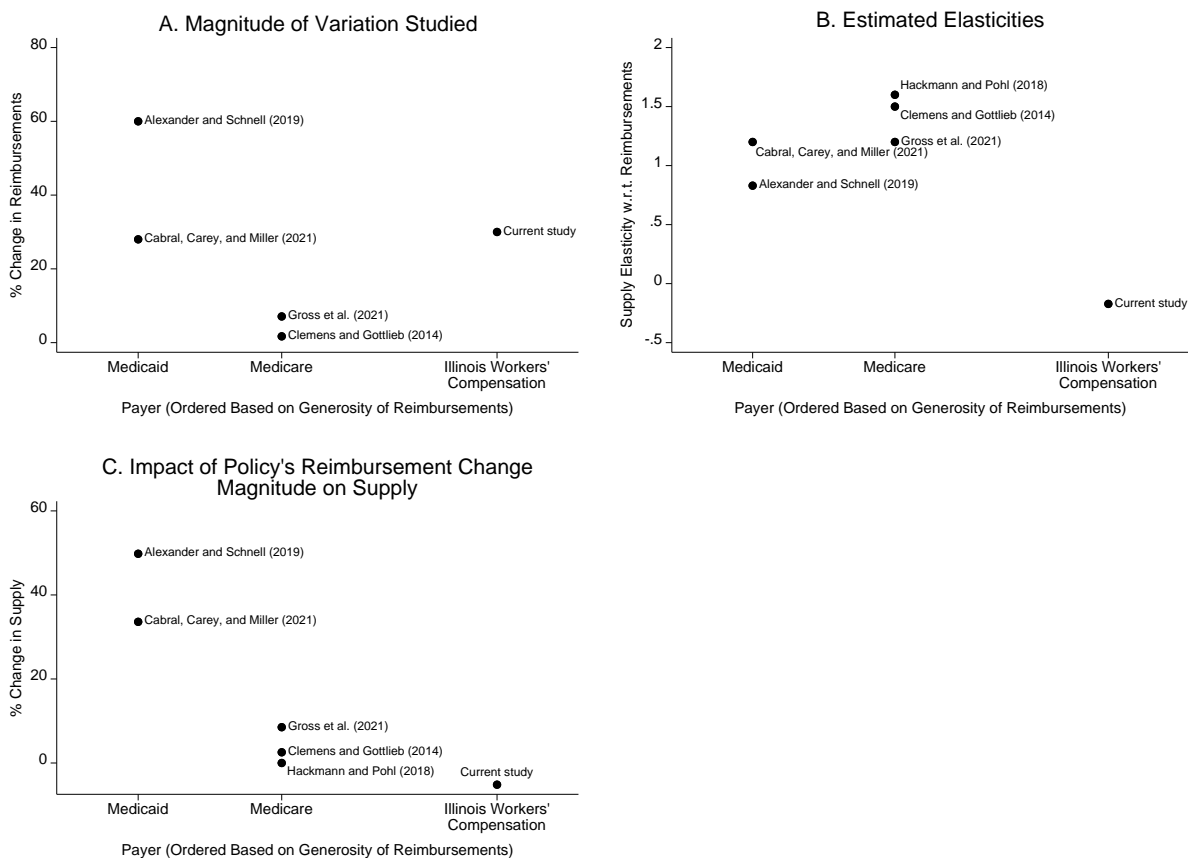 A. Magnitude of Variation Studied
80
60
40
20
0
% Change in Reimbursements
Alexander and Schnell (2019)
Cabral, Carey, and Miller (2021)
Current study
Gross et al. (2021)
Clemens and Gottlieb (2014)
Medicaid
Medicare
Illinois Workers'
Compensation
Payer (Ordered Based on Generosity of Reimbursements)
B. Estimated Elasticities
2
1.5
1
.5
0
-.5
Supply Elasticity w.r.t. Reimbursements
Hackmann and Pohl (2018)
Clemens and Gottlieb (2014)
Gross et al. (2021)
Cabral, Carey, and Miller (2021)
Alexander and Schnell (2019)
Current study
Medicaid
Medicare
Illinois Workers'
Compensation
Payer (Ordered Based on Generosity of Reimbursements)
C. Impact of Policy's Reimbursement Change
Magnitude on Supply
60
40
20
0
% Change in Supply
Alexander and Schnell (2019)
Cabral, Carey, and Miller (2021)
Gross et al. (2021)
Clemens and Gottlieb (2014)
Hackmann and Pohl (2018)
Current study
Medicaid
Medicare
Illinois Workers'
Compensation
Payer (Ordered Based on Generosity of Reimbursements)